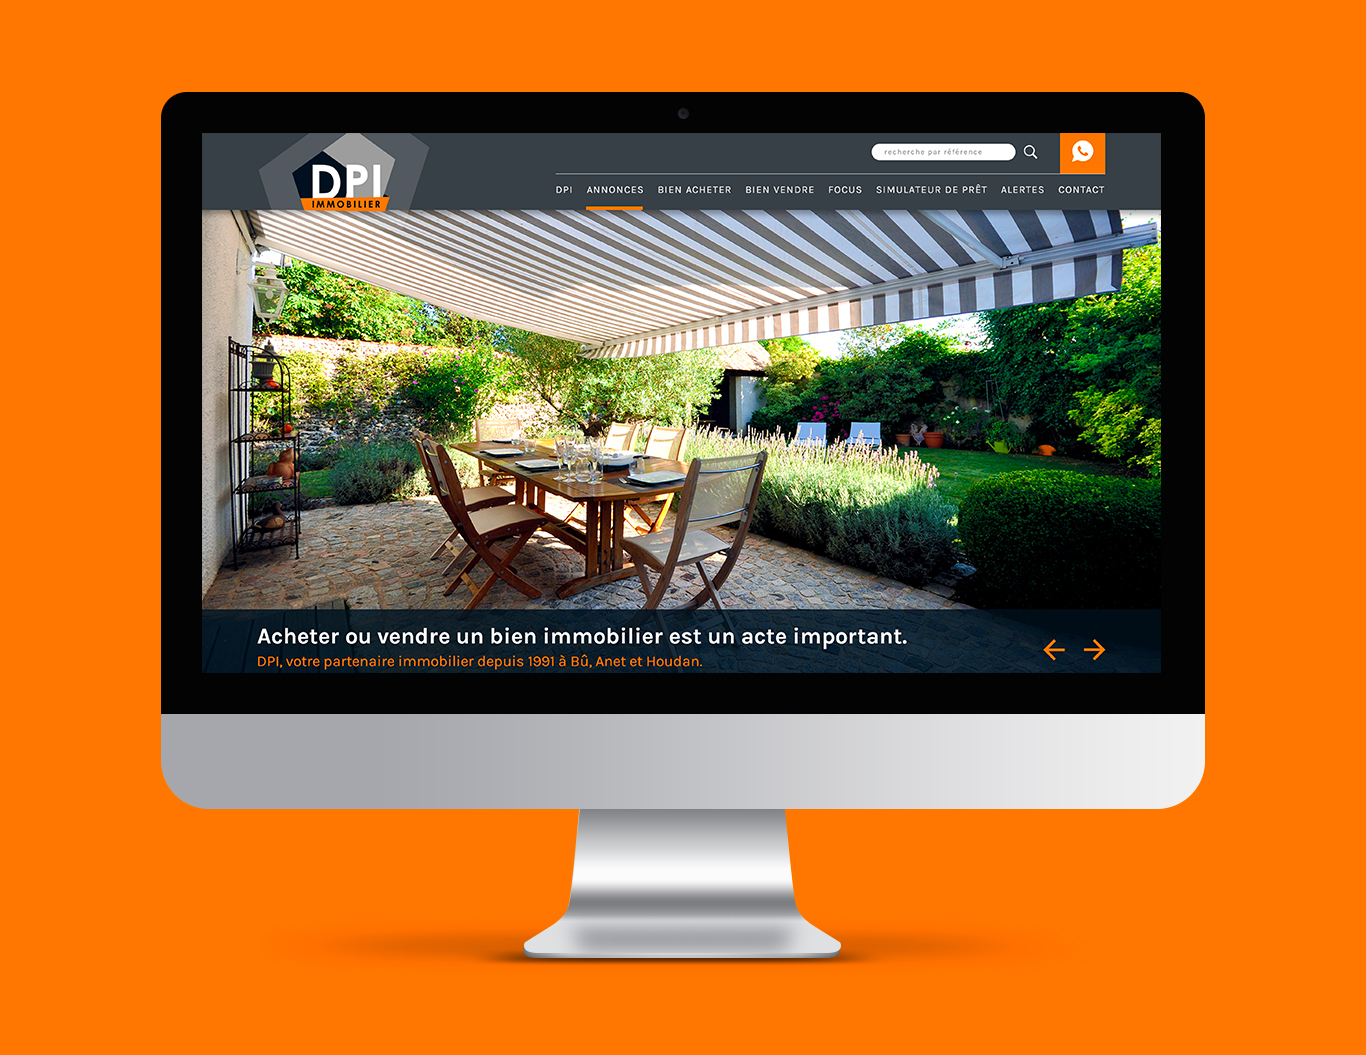 DPI
IMMOBILIER
recherche par référence
DPI ANNONCES BIEN ACHETER BIEN VENDRE FOCUS SIMULATEUR DE PRÊT ALERTES CONTACT
Acheter ou vendre un bien immobilier est un acte important.
DPI, votre partenaire immobilier depuis 1991 à Bû, Anet et Houdan.